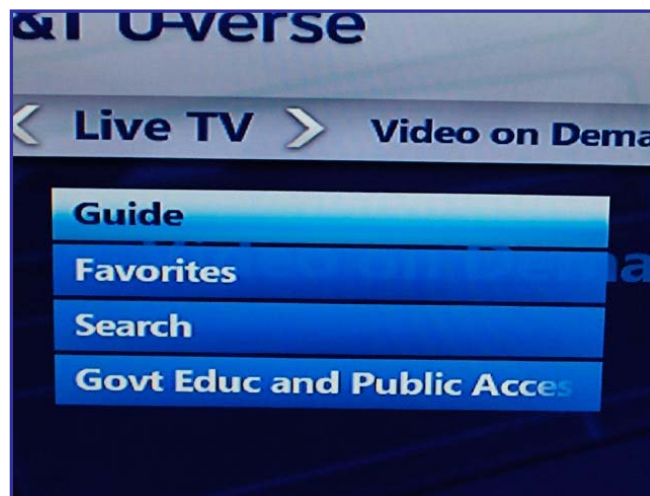 &T U-verse
Live TV
Video on Dema
Guide
Favorites
Search
Govt Educ and Public Acces